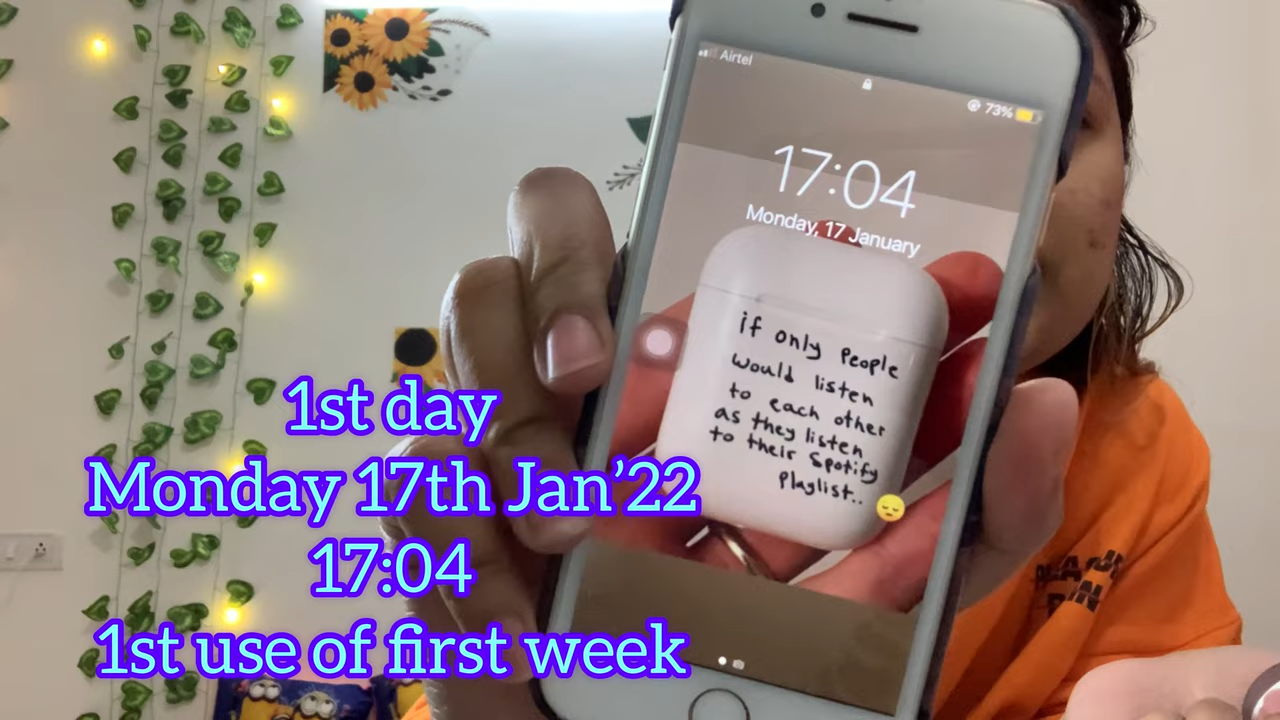 Airtel
73%
17:04
Monday, 17 January
if only people
would listen
to each other
as they listen
to their Spotify
playlist..
1st day
Monday 17th Jan’22
17:04
1st use of first week